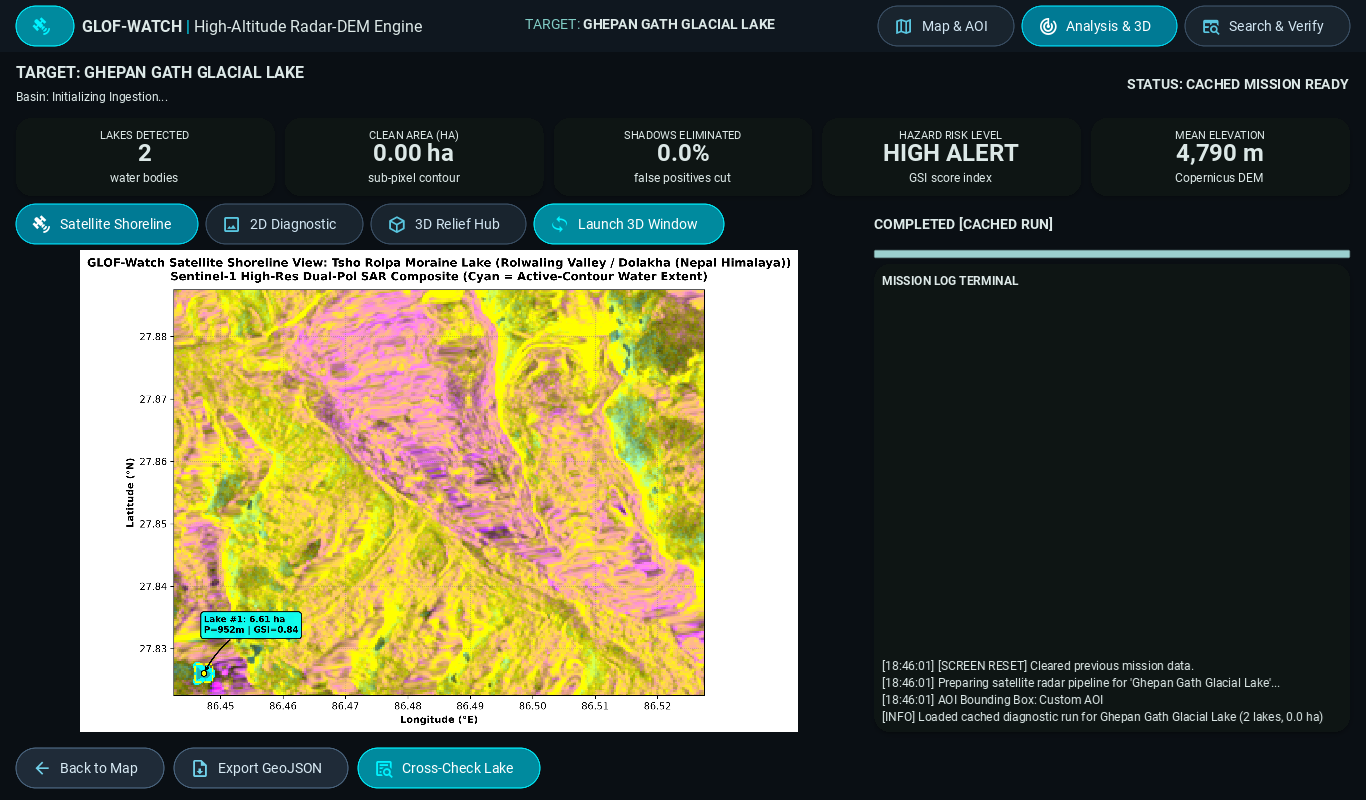 GLOF-WATCH | High-Altitude Radar-DEM Engine
TARGET: GHEPAN GATH GLACIAL LAKE
Map & AOI
Analysis & 3D
Search & Verify
TARGET: GHEPAN GATH GLACIAL LAKE
Basin: Initializing Ingestion...
STATUS: CACHED MISSION READY
LAKES DETECTED
2
water bodies
CLEAN AREA (HA)
0.00 ha
sub-pixel contour
SHADOWS ELIMINATED
0.0%
false positives cut
HAZARD RISK LEVEL
HIGH ALERT
GSI score index
MEAN ELEVATION
4,790 m
Copernicus DEM
Satellite Shoreline
2D Diagnostic
3D Relief Hub
Launch 3D Window
COMPLETED [CACHED RUN]
GLOF-Watch Satellite Shoreline View: Tsho Rolpa Moraine Lake (Rolwaling Valley / Dolakha (Nepal Himalaya))
Sentinel-1 High-Res Dual-Pol SAR Composite (Cyan = Active-Contour Water Extent)
Latitude (°N)
27.88
27.87
27.86
27.85
27.84
27.83
Lake #1: 6.61 ha
P=952m | GSI=0.84
86.45
86.46
86.47
86.48
86.49
86.50
86.51
86.52
Longitude (°E)
MISSION LOG TERMINAL
[18:46:01] [SCREEN RESET] Cleared previous mission data.
[18:46:01] Preparing satellite radar pipeline for 'Ghepan Gath Glacial Lake'...
[18:46:01] AOI Bounding Box: Custom AOI
[INFO] Loaded cached diagnostic run for Ghepan Gath Glacial Lake (2 lakes, 0.0 ha)
Back to Map
Export GeoJSON
Cross-Check Lake